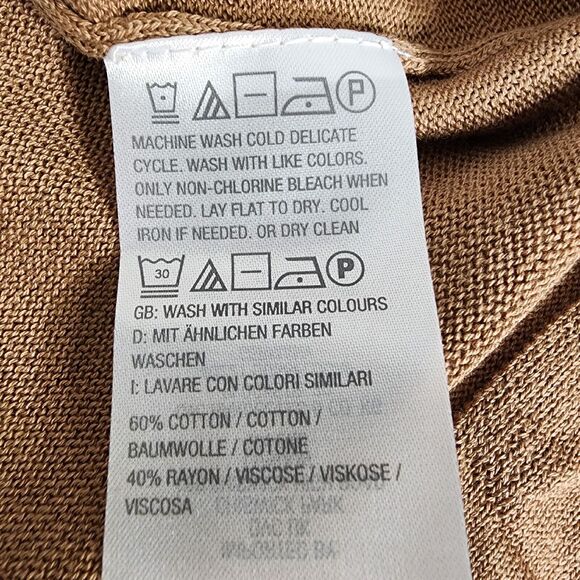 P
MACHINE WASH COLD DELICATE
CYCLE. WASH WITH LIKE COLORS.
ONLY NON-CHLORINE BLEACH WHEN
NEEDED. LAY FLAT TO DRY. COOL
IRON IF NEEDED. OR DRY CLEAN
30 P
GB: WASH WITH SIMILAR COLOURS
D: MIT ÄHNLICHEN FARBEN
WASCHEN
I: LAVARE CON COLORI SIMILARI
60% COTTON / COTTON /
BAUMWOLLE / COTONE
40% RAYON / VISCOSE / VISKOSE /
VISCOSA